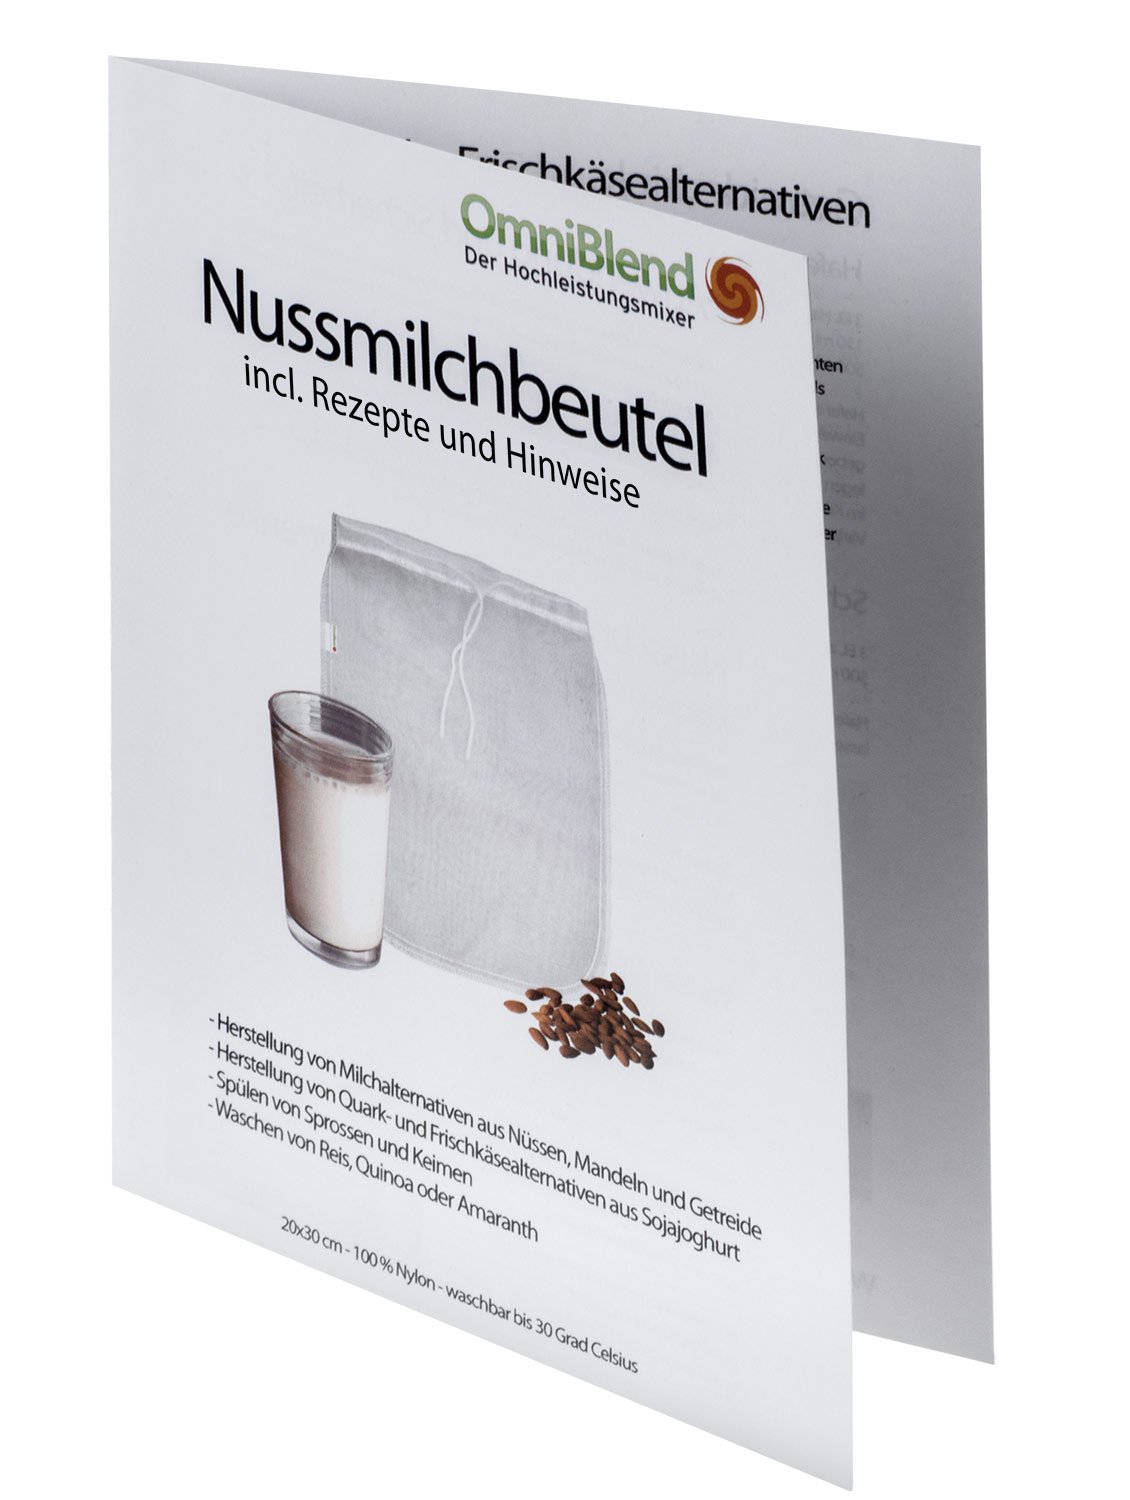 Frischkäsealternativen
OmniBlend
Der Hochleistungsmixer
Nussmilchbeutel
incl. Rezepte und Hinweise
- Herstellung von Milchalternativen aus Nüssen, Mandeln und Getreide
- Herstellung von Quark- und Frischkäsealternativen aus Sojajoghurt
- Spülen von Sprossen und Keimen
- Waschen von Reis, Quinoa oder Amaranth
20x30 cm - 100 % Nylon - waschbar bis 30 Grad Celsius